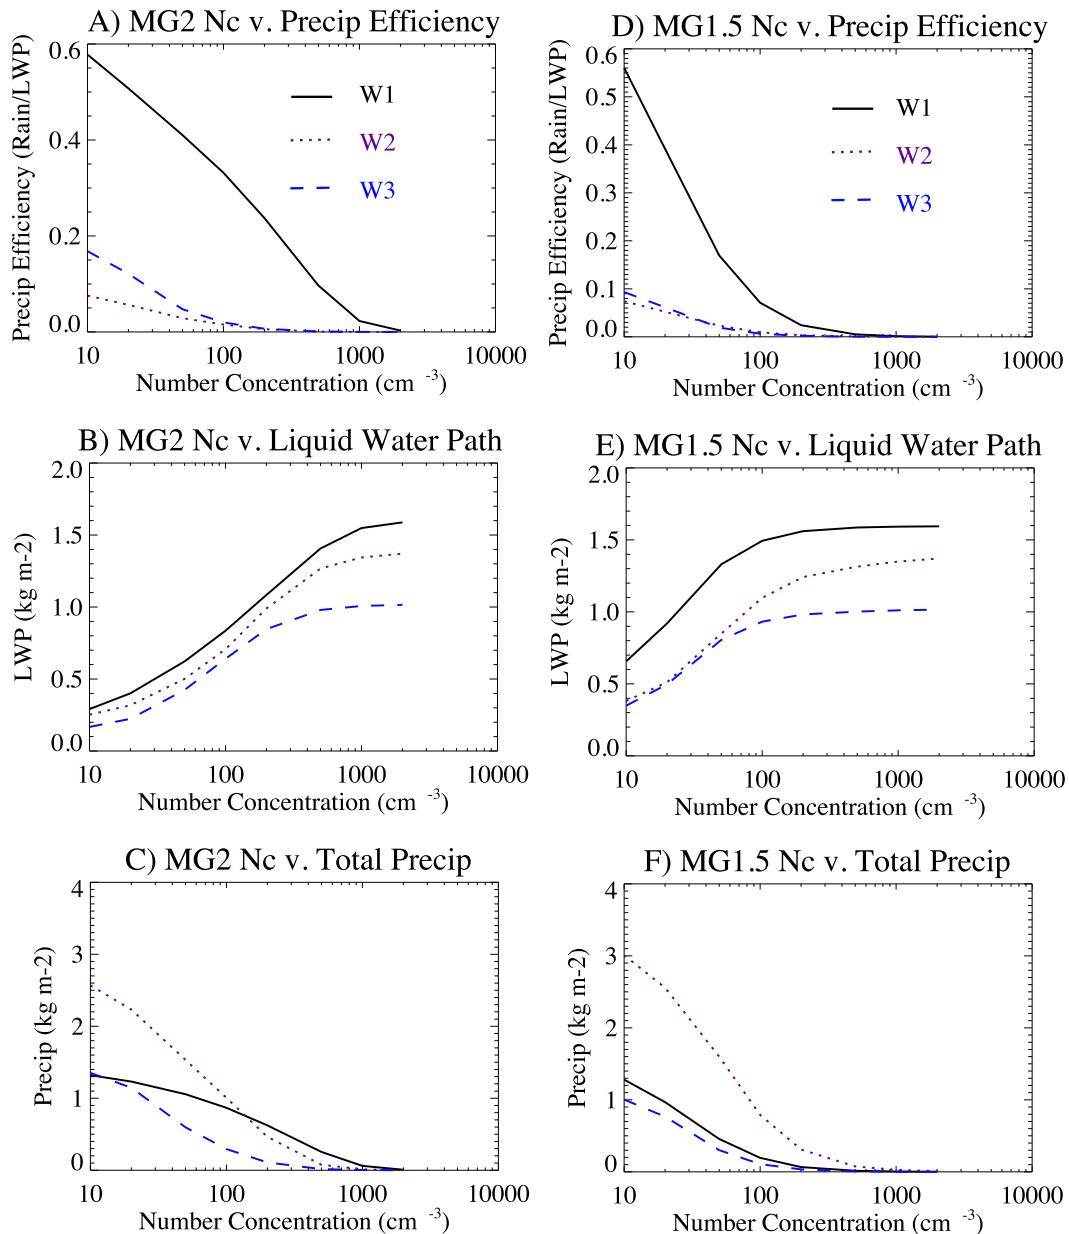 A) MG2 Nc v. Precip Efficiency
Precip Efficiency (Rain/LWP)
0.6
0.4
0.2
0.0
W1
W2
W3
10 100 1000 10000
Number Concentration (cm -3)
D) MG1.5 Nc v. Precip Efficiency
Precip Efficiency (Rain/LWP)
0.6
0.5
0.4
0.3
0.2
0.1
0.0
W1
W2
W3
10 100 1000 10000
Number Concentration (cm -3)
B) MG2 Nc v. Liquid Water Path
LWP (kg m-2)
2.0
1.5
1.0
0.5
0.0
10 100 1000 10000
Number Concentration (cm -3)
E) MG1.5 Nc v. Liquid Water Path
LWP (kg m-2)
2.0
1.5
1.0
0.5
0.0
10 100 1000 10000
Number Concentration (cm -3)
C) MG2 Nc v. Total Precip
Precip (kg m-2)
4
3
2
1
0
10 100 1000 10000
Number Concentration (cm -3)
F) MG1.5 Nc v. Total Precip
Precip (kg m-2)
4
3
2
1
0
10 100 1000 10000
Number Concentration (cm -3)